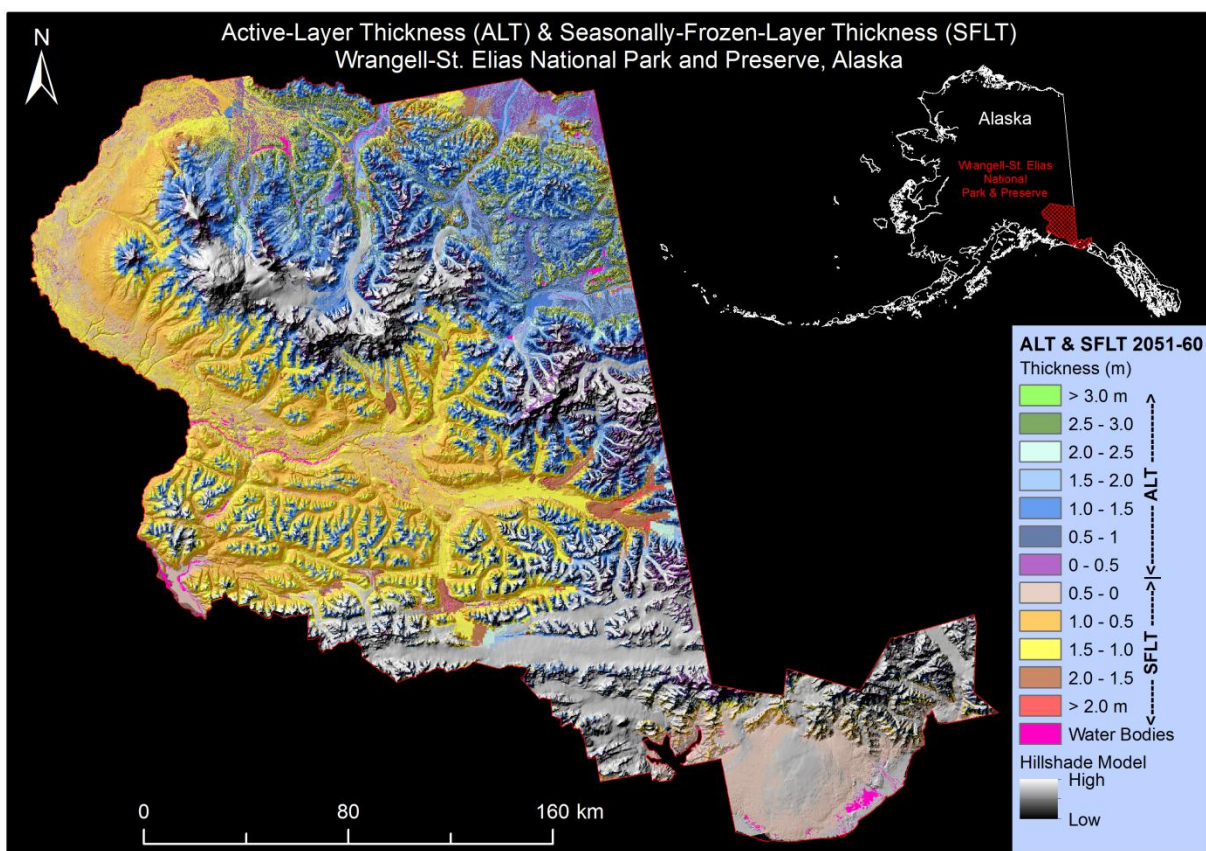 Active-Layer Thickness (ALT) & Seasonally-Frozen-Layer Thickness (SFLT)
Wrangell-St. Elias National Park and Preserve, Alaska
N
Alaska
Wrangell-St. Elias
National
Park & Preserve
ALT & SFLT 2051-60
Thickness (m)
> 3.0 m
2.5 - 3.0
2.0 - 2.5
1.5 - 2.0
1.0 - 1.5
0.5 - 1
0 - 0.5
ALT
0.5 - 0
1.0 - 0.5
1.5 - 1.0
2.0 - 1.5
> 2.0 m
SFLT
Water Bodies
Hillshade Model
High
Low
0 80 160 km